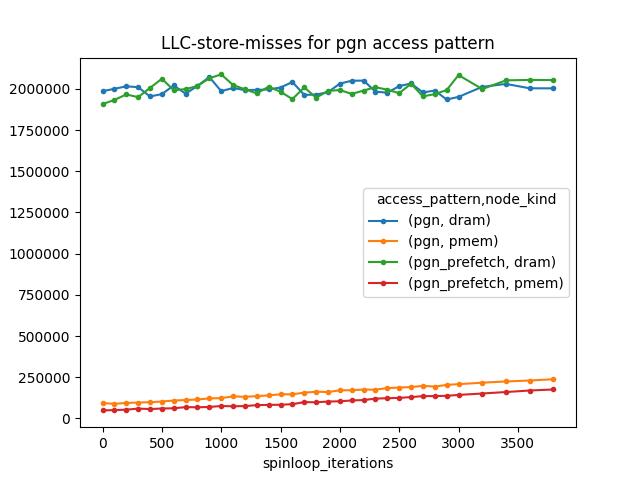 LLC-store-misses for pgn access pattern
2000000
1750000
1500000
1250000
1000000
750000
500000
250000
0
access_pattern,node_kind
(pgn, dram)
(pgn, pmem)
(pgn_prefetch, dram)
(pgn_prefetch, pmem)
0 500 1000 1500 2000 2500 3000 3500
spinloop_iterations